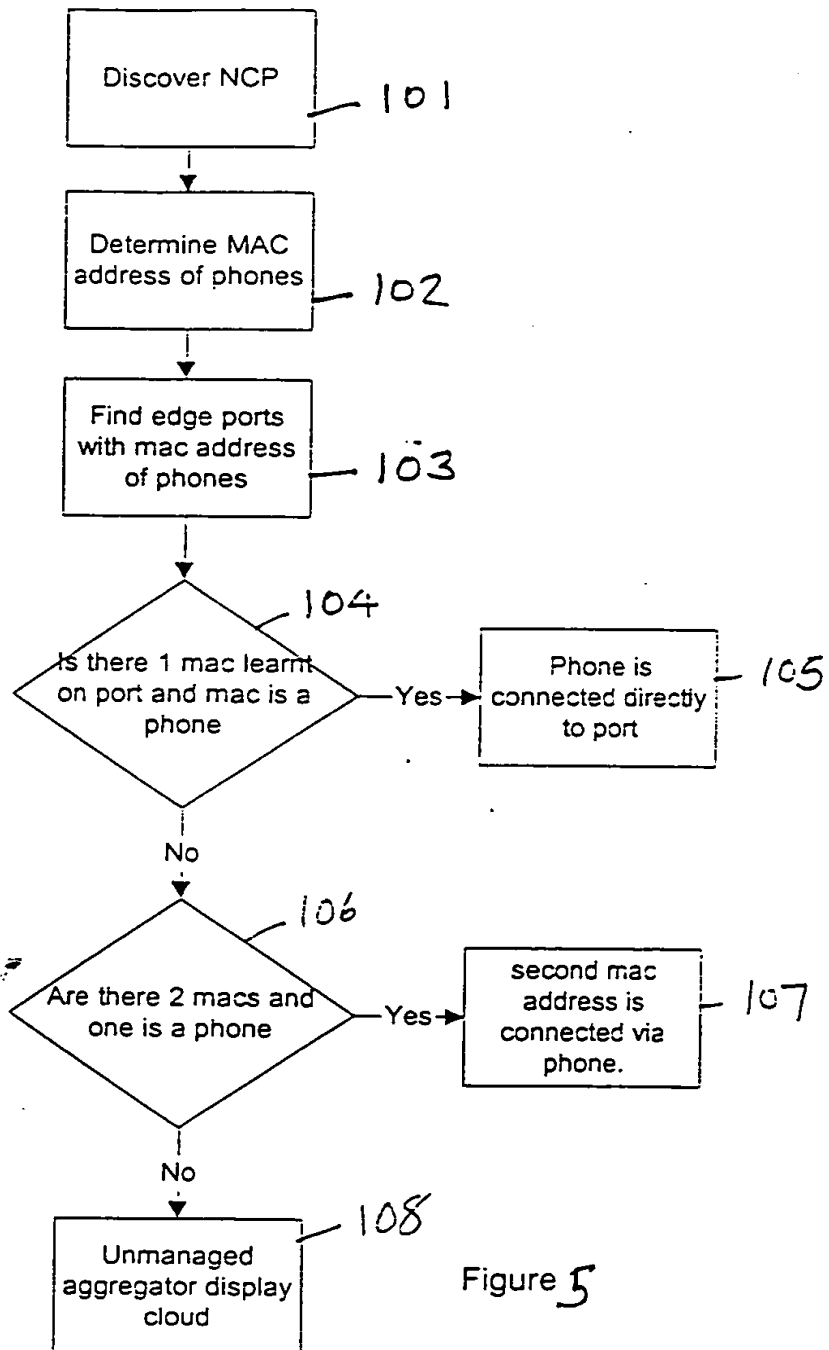 Discover NCP
101
Determine MAC
address of phones
102
Find edge ports
with mac address
of phones
103
104
Is there 1 mac learnt
on port and mac is a
phone
Yes
Phone is
connected directly
to port
105
No
106
Are there 2 macs and
one is a phone
Yes
second mac
address is
connected via
phone.
107
No
108
Unmanaged
aggregator display
cloud
Figure 5